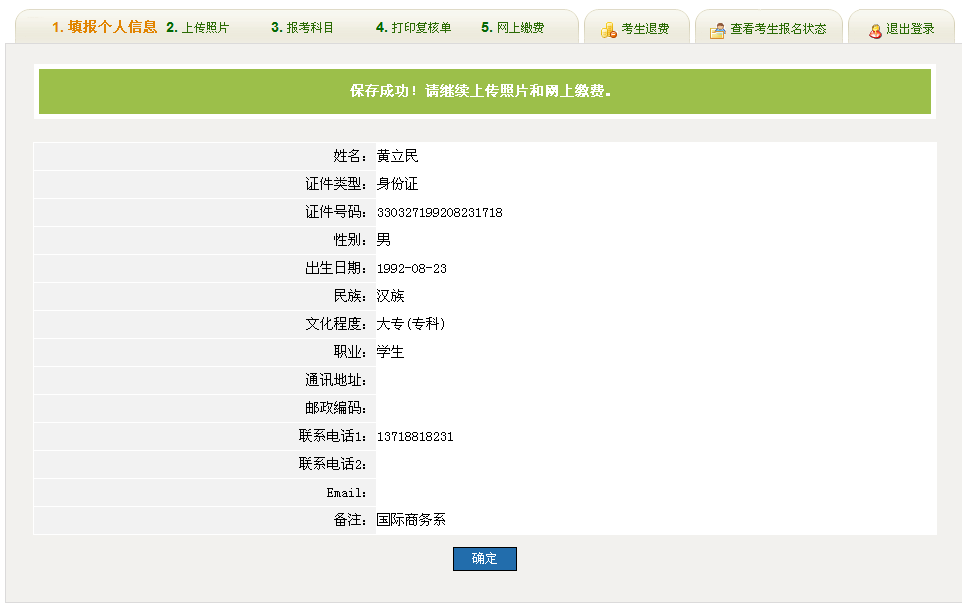 1. 填报个人信息 2. 上传照片 3. 报考科目 4. 打印复核单 5. 网上缴费 考生退费 查看考生报名状态 退出登录
保存成功！请继续上传照片和网上缴费。
姓名：黄立民
证件类型：身份证
证件号码：330327199208231718
性别：男
出生日期：1992-08-23
民族：汉族
文化程度：大专(专科)
职业：学生
通讯地址：
邮政编码：
联系电话1：13718818231
联系电话2：
Email：
备注：国际商务系
确定